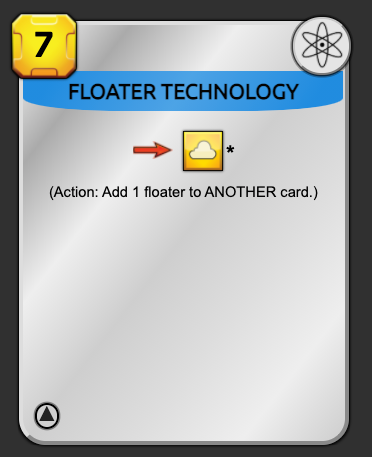 7
FLOATER TECHNOLOGY
*
(Action: Add 1 floater to ANOTHER card.)